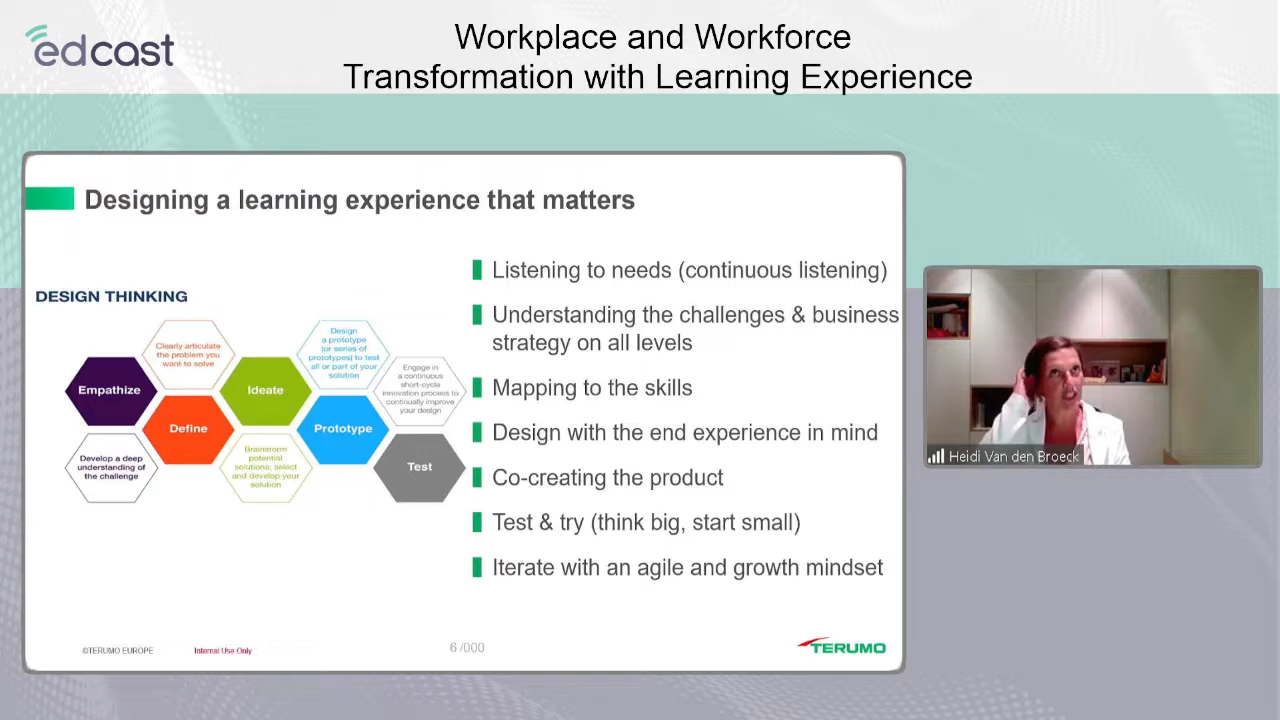 edcast
Workplace and Workforce
Transformation with Learning Experience
Designing a learning experience that matters
DESIGN THINKING
Empathize
Develop a deep
understanding of
the challenge
Clearly articulate
the problem you
want to solve
Define
Ideate
Brainstorm
potential
solutions; select
and develop your
solution
Design
a prototype
(or series of
prototypes) to test
all or part of your
solution
Prototype
Engage in
a continuous
short-cycle
innovation process to
continually improve
your design
Test
Listening to needs (continuous listening)
Understanding the challenges & business
strategy on all levels
Mapping to the skills
Design with the end experience in mind
Co-creating the product
Test & try (think big, start small)
Iterate with an agile and growth mindset
©TERUMO EUROPE
Internal Use Only
6 /000
TERUMO
Heidi Van den Broeck